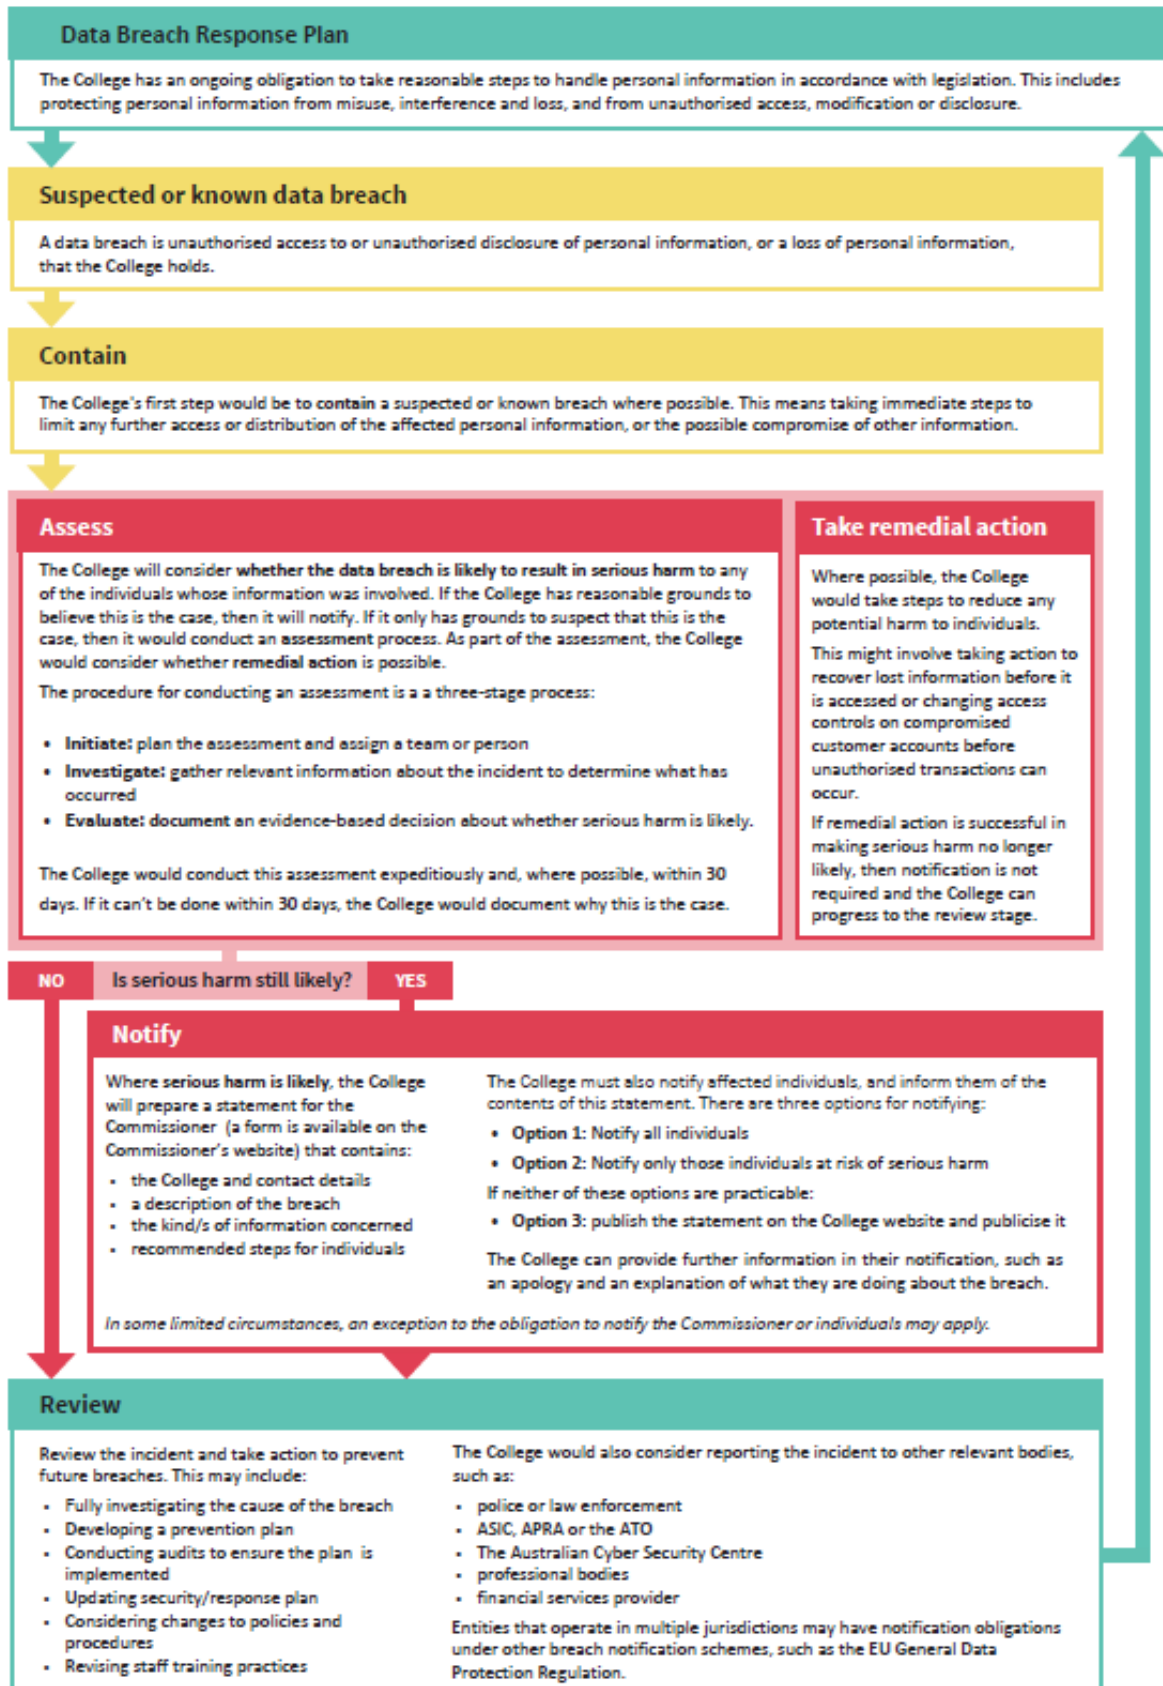 Data Breach Response Plan
The College has an ongoing obligation to take reasonable steps to handle personal information in accordance with legislation. This includes
protecting personal information from misuse, interference and loss, and from unauthorised access, modification or disclosure.
Suspected or known data breach
A data breach is unauthorised access to or unauthorised disclosure of personal information, or a loss of personal information,
that the College holds.
Contain
The College's first step would be to contain a suspected or known breach where possible. This means taking immediate steps to
limit any further access or distribution of the affected personal information, or the possible compromise of other information.
Assess
The College will consider whether the data breach is likely to result in serious harm to any
of the individuals whose information was involved. If the College has reasonable grounds to
believe this is the case, then it will notify. If it only has grounds to suspect that this is the
case, then it would conduct an assessment process. As part of the assessment, the College
would consider whether remedial action is possible.
The procedure for conducting an assessment is a a three-stage process:
• Initiate: plan the assessment and assign a team or person
• Investigate: gather relevant information about the incident to determine what has
occurred
• Evaluate: document an evidence-based decision about whether serious harm is likely.
The College would conduct this assessment expeditiously and, where possible, within 30
days. If it can't be done within 30 days, the College would document why this is the case.
Take remedial action
Where possible, the College
would take steps to reduce any
potential harm to individuals.
This might involve taking action to
recover lost information before it
is accessed or changing access
controls on compromised
customer accounts before
unauthorised transactions can
occur.
If remedial action is successful in
making serious harm no longer
likely, then notification is not
required and the College can
progress to the review stage.
NO Is serious harm still likely? YES
Notify
Where serious harm is likely, the College
will prepare a statement for the
Commissioner (a form is available on the
Commissioner's website) that contains:
• the College and contact details
• a description of the breach
• the kind/s of information concerned
• recommended steps for individuals
The College must also notify affected individuals, and inform them of the
contents of this statement. There are three options for notifying:
• Option 1: Notify all individuals
• Option 2: Notify only those individuals at risk of serious harm
If neither of these options are practicable:
• Option 3: publish the statement on the College website and publicise it
The College can provide further information in their notification, such as
an apology and an explanation of what they are doing about the breach.
In some limited circumstances, an exception to the obligation to notify the Commissioner or individuals may apply.
Review
Review the incident and take action to prevent
future breaches. This may include:
• Fully investigating the cause of the breach
• Developing a prevention plan
• Conducting audits to ensure the plan is
implemented
• Updating security/response plan
• Considering changes to policies and
procedures
• Revising staff training practices
The College would also consider reporting the incident to other relevant bodies,
such as:
• police or law enforcement
• ASIC, APRA or the ATO
• The Australian Cyber Security Centre
• professional bodies
• financial services provider
Entities that operate in multiple jurisdictions may have notification obligations
under other breach notification schemes, such as the EU General Data
Protection Regulation.